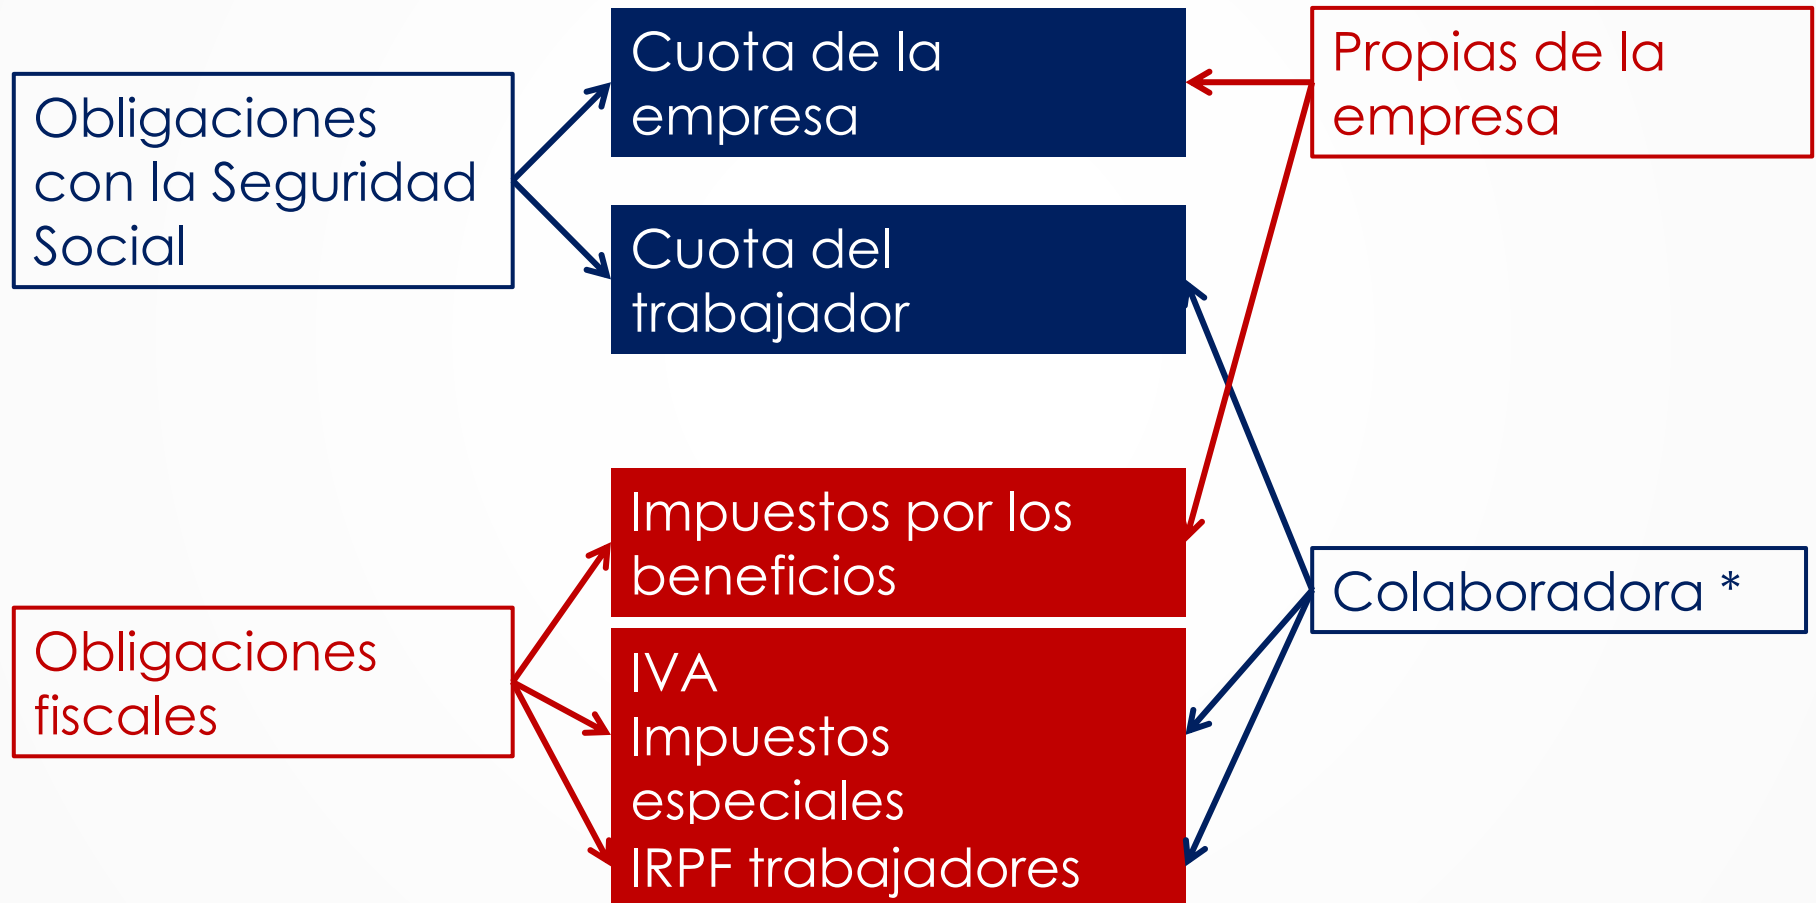 Obligaciones
con la Seguridad
Social
Cuota de la
empresa
Cuota del
trabajador
Propias de la
empresa
Obligaciones
fiscales
Impuestos por los
beneficios
IVA
Impuestos
especiales
IRPF trabajadores
Colaboradora *